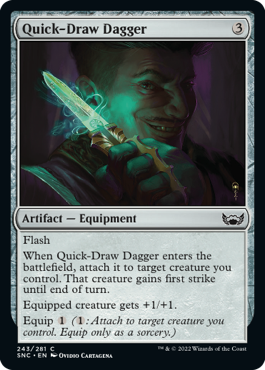 Quick-Draw Dagger 3
Artifact — Equipment
Flash
When Quick-Draw Dagger enters the
battlefield, attach it to target creature you
control. That creature gains first strike
until end of turn.
Equipped creature gets +1/+1.
Equip 1 (1: Attach to target creature you
control. Equip only as a sorcery.)
243/281 C
SNC • EN Ovidio Cartagena
™ & © 2022 Wizards of the Coast